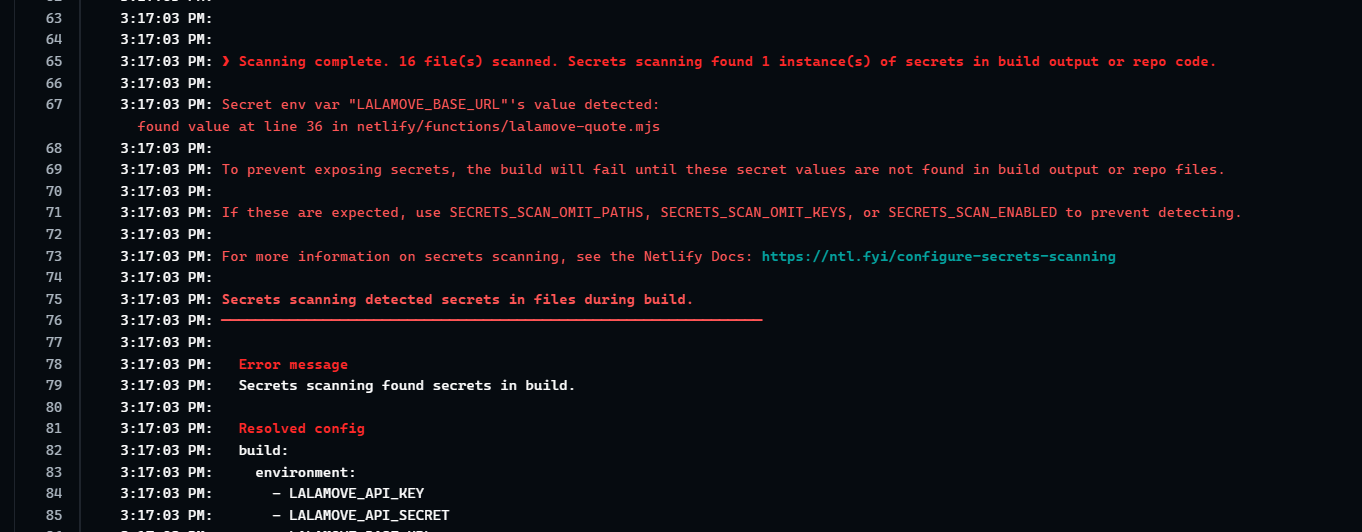 63 3:17:03 PM:
64 3:17:03 PM:
65 3:17:03 PM: ❯ Scanning complete. 16 file(s) scanned. Secrets scanning found 1 instance(s) of secrets in build output or repo code.
66 3:17:03 PM:
67 3:17:03 PM: Secret env var "LALAMOVE_BASE_URL"'s value detected:
found value at line 36 in netlify/functions/lalamove-quote.mjs
68 3:17:03 PM:
69 3:17:03 PM: To prevent exposing secrets, the build will fail until these secret values are not found in build output or repo files.
70 3:17:03 PM:
71 3:17:03 PM: If these are expected, use SECRETS_SCAN_OMIT_PATHS, SECRETS_SCAN_OMIT_KEYS, or SECRETS_SCAN_ENABLED to prevent detecting.
72 3:17:03 PM:
73 3:17:03 PM: For more information on secrets scanning, see the Netlify Docs: https://ntl.fyi/configure-secrets-scanning
74 3:17:03 PM:
75 3:17:03 PM: Secrets scanning detected secrets in files during build.
76 3:17:03 PM: ────────────────────────────────────────────────────────────────
77 3:17:03 PM:
78 3:17:03 PM: Error message
79 3:17:03 PM: Secrets scanning found secrets in build.
80 3:17:03 PM:
81 3:17:03 PM: Resolved config
82 3:17:03 PM: build:
83 3:17:03 PM: environment:
84 3:17:03 PM: - LALAMOVE_API_KEY
85 3:17:03 PM: - LALAMOVE_API_SECRET